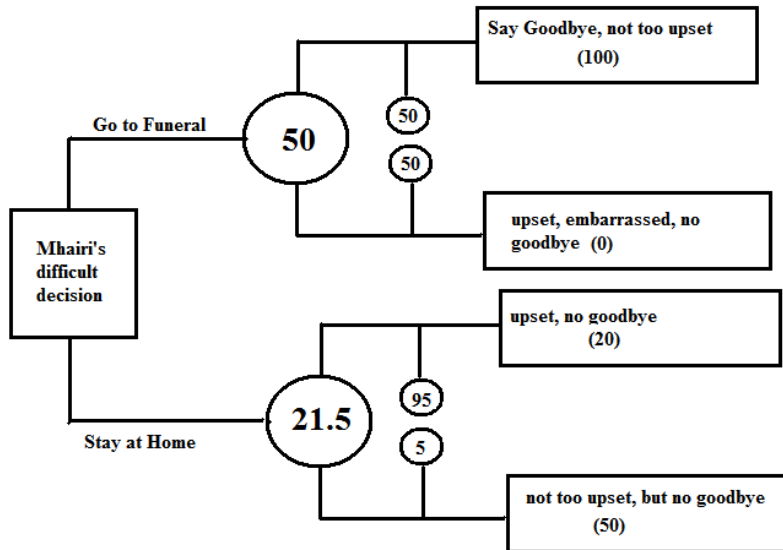 Say Goodbye, not too upset
(100)
Go to Funeral
50
50
50
upset, embarrassed, no
goodbye (0)
Mhairi's
difficult
decision
upset, no goodbye
(20)
21.5
95
5
Stay at Home
not too upset, but no goodbye
(50)